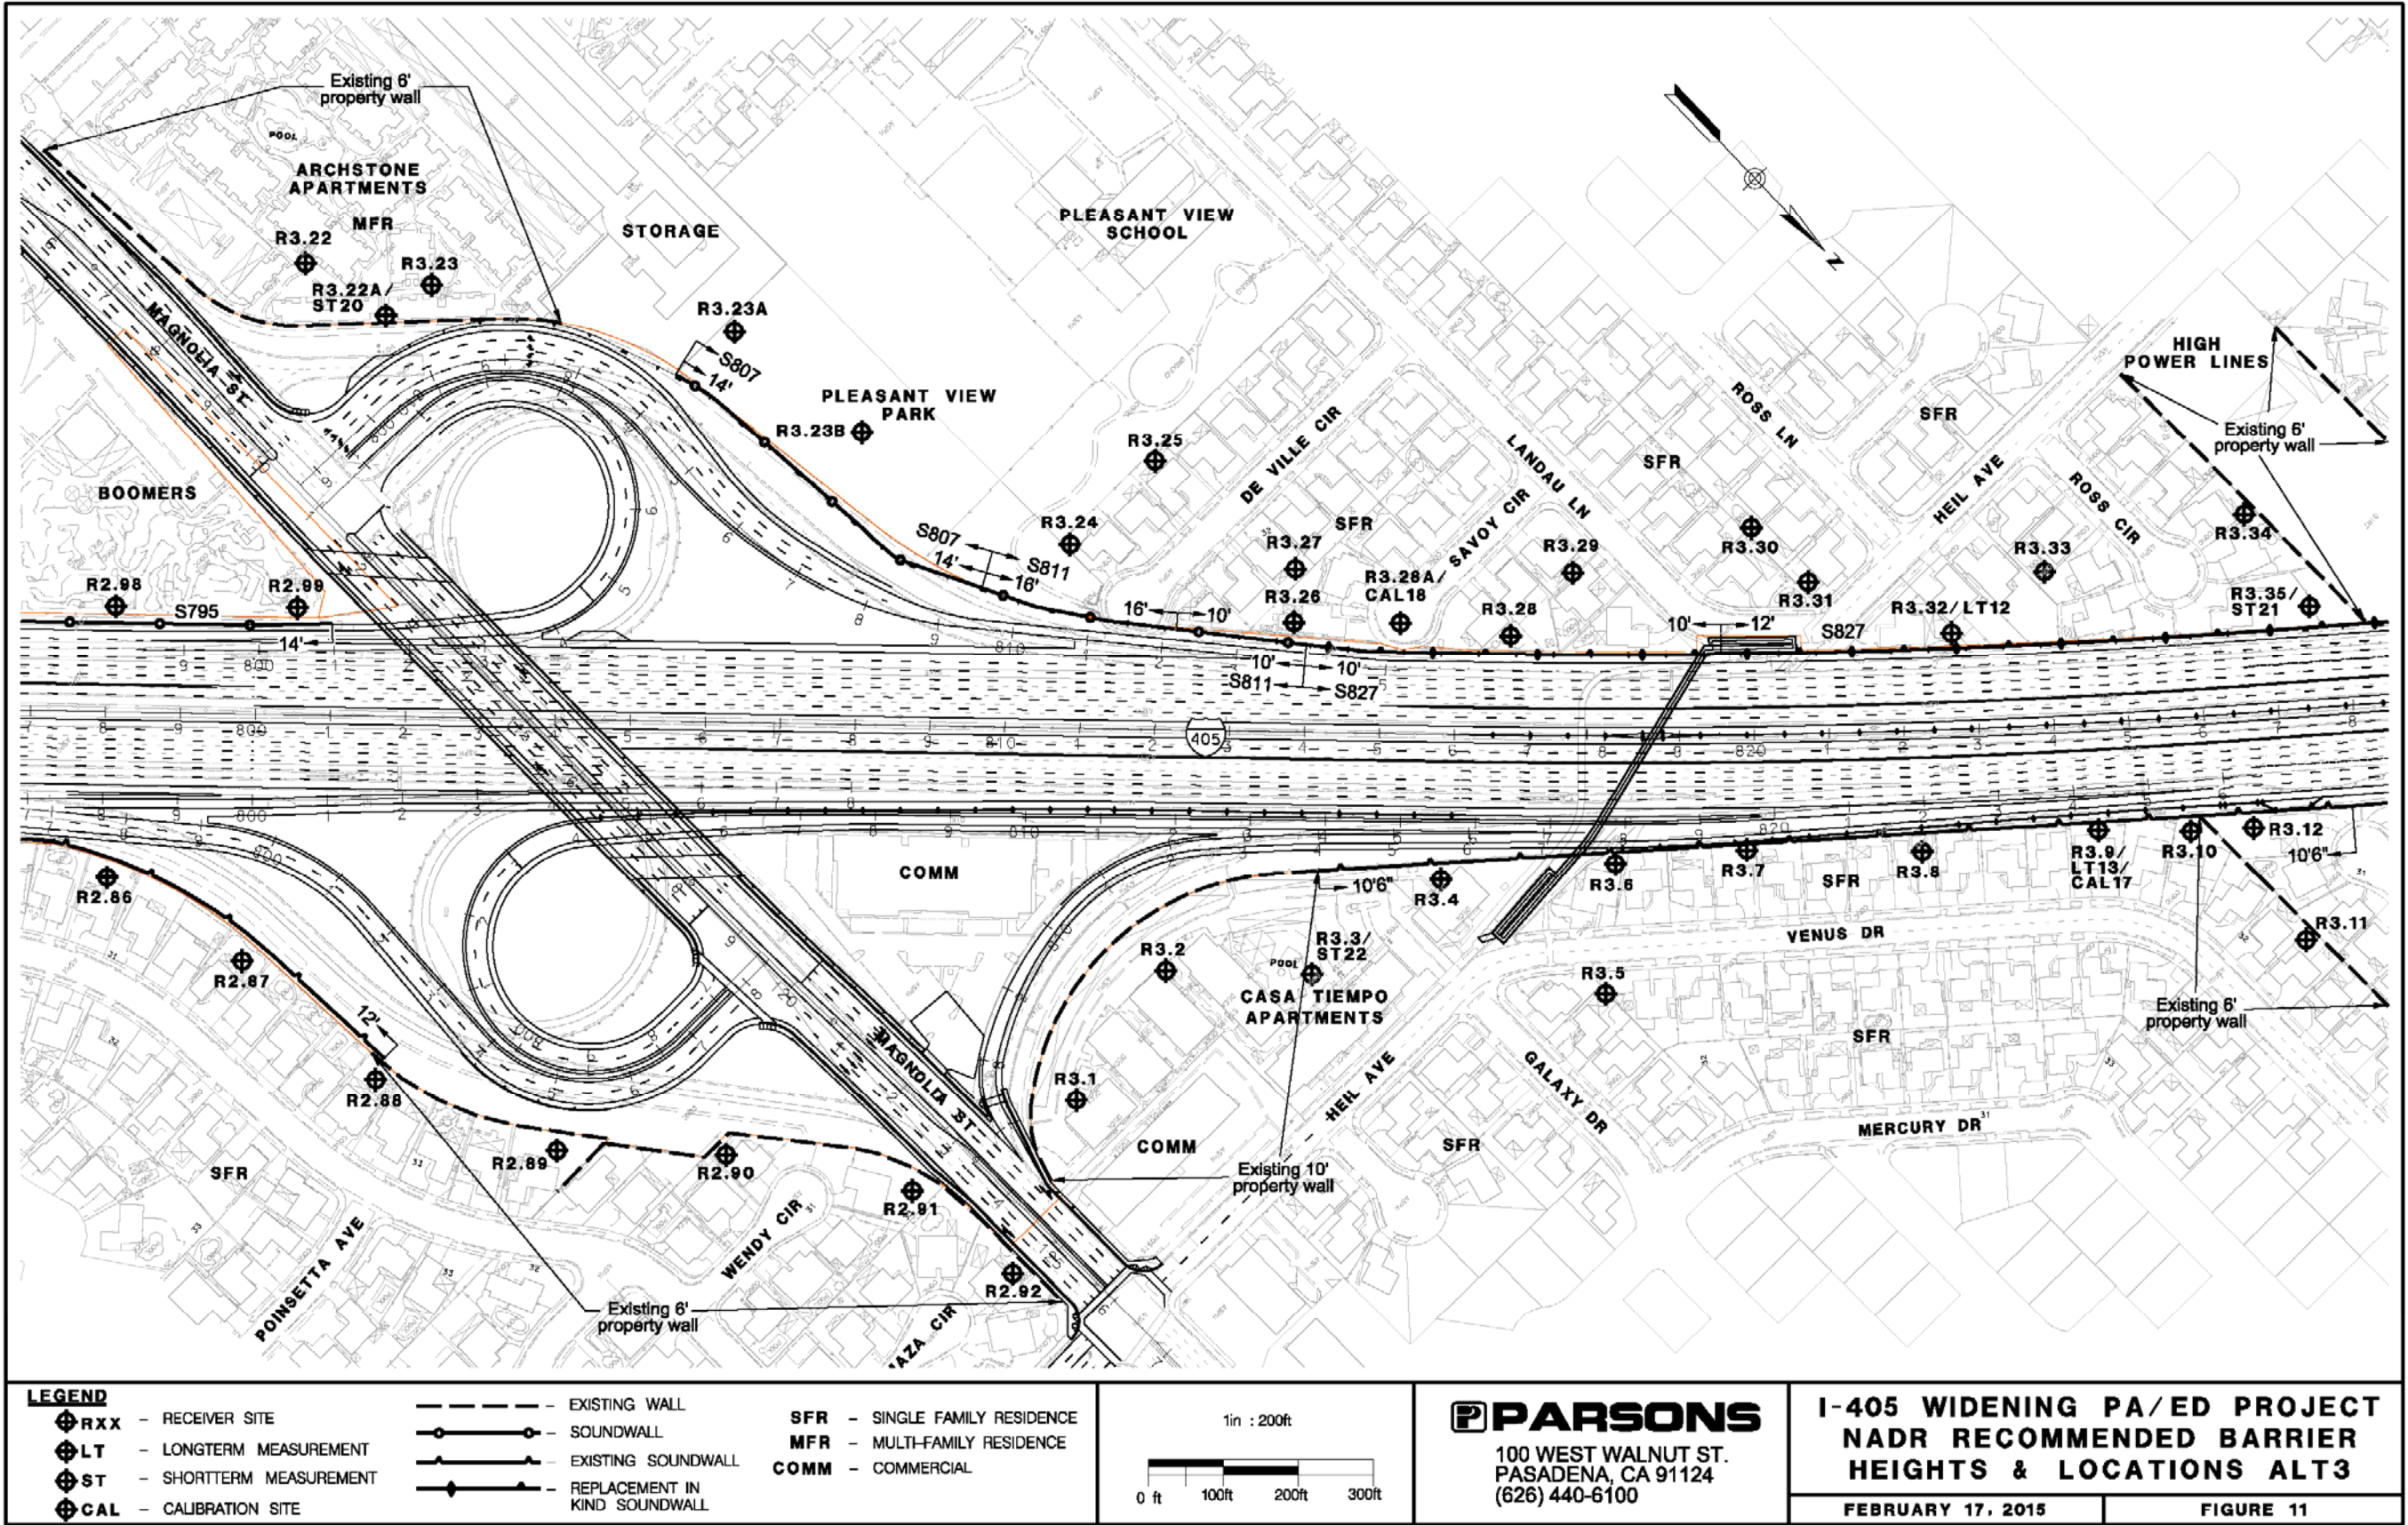 Existing 6'
property wall
POOL
ARCHSTONE
APARTMENTS
MFR
R3.22
R3.23
R3.22A/
ST20
STORAGE
PLEASANT VIEW
SCHOOL
N
R3.23A
S807
14'
MAGNOLIA ST
PLEASANT VIEW
PARK
R3.23B
BOOMERS
R2.98
R2.99
S795
14'
S807
S811
14'
16'
R3.24
R3.25
DE VILLE CIR
SFR
R3.27
R3.26
R3.28A/
CAL18
SAVOY CIR
LANDAU LN
R3.29
R3.28
16'
10'
10'
10'
S811
S827
ROSS LN
SFR
R3.30
R3.31
10'
12'
S827
SFR
HEIL AVE
ROSS CIR
R3.33
R3.32/LT12
HIGH
POWER LINES
Existing 6'
property wall
R3.34
R3.35/
ST21
405
R2.86
R2.87
12'
R2.88
R2.89
R2.90
R2.91
R2.92
SFR
POINSETTA AVE
WENDY CIR
AZA CIR
Existing 6'
property wall
COMM
MAGNOLIA ST
R3.1
R3.2
R3.3/
ST22
POOL
CASA TIEMPO
APARTMENTS
10'6"
R3.4
COMM
Existing 10'
property wall
HEIL AVE
R3.5
R3.6
R3.7
R3.8
SFR
R3.9/
LT13/
CAL17
R3.10
R3.12
10'6"
R3.11
VENUS DR
GALAXY DR
SFR
SFR
MERCURY DR
Existing 6'
property wall
LEGEND
RXX - RECEIVER SITE
LT - LONGTERM MEASUREMENT
ST - SHORTTERM MEASUREMENT
CAL - CALIBRATION SITE
- EXISTING WALL
- SOUNDWALL
- EXISTING SOUNDWALL
- REPLACEMENT IN
KIND SOUNDWALL
SFR - SINGLE FAMILY RESIDENCE
MFR - MULTI-FAMILY RESIDENCE
COMM - COMMERCIAL
1in : 200ft
0 ft 100ft 200ft 300ft
PARSONS
100 WEST WALNUT ST.
PASADENA, CA 91124
(626) 440-6100
I-405 WIDENING PA/ED PROJECT
NADR RECOMMENDED BARRIER
HEIGHTS & LOCATIONS ALT3
FEBRUARY 17, 2015
FIGURE 11